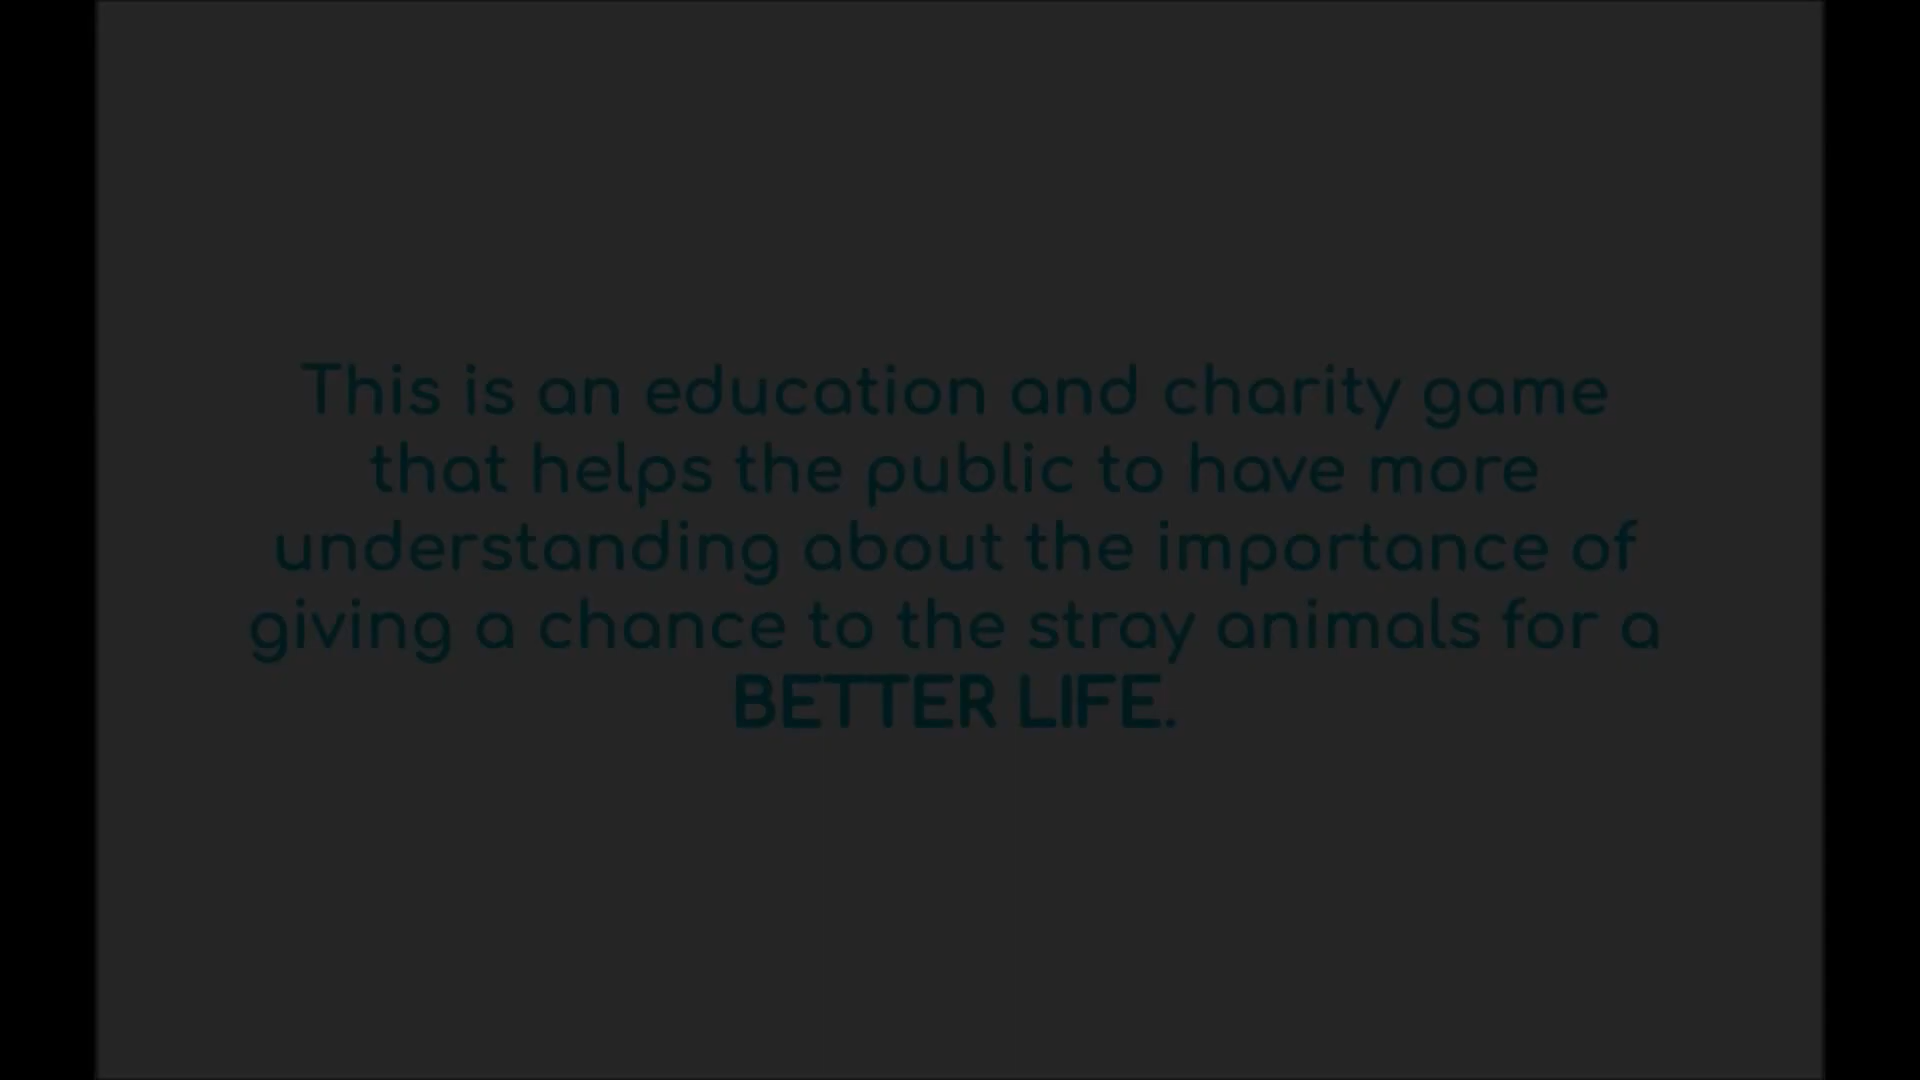 This is an education and charity game
that helps the public to have more
understanding about the importance of
giving a chance to the stray animals for a
BETTER LIFE.